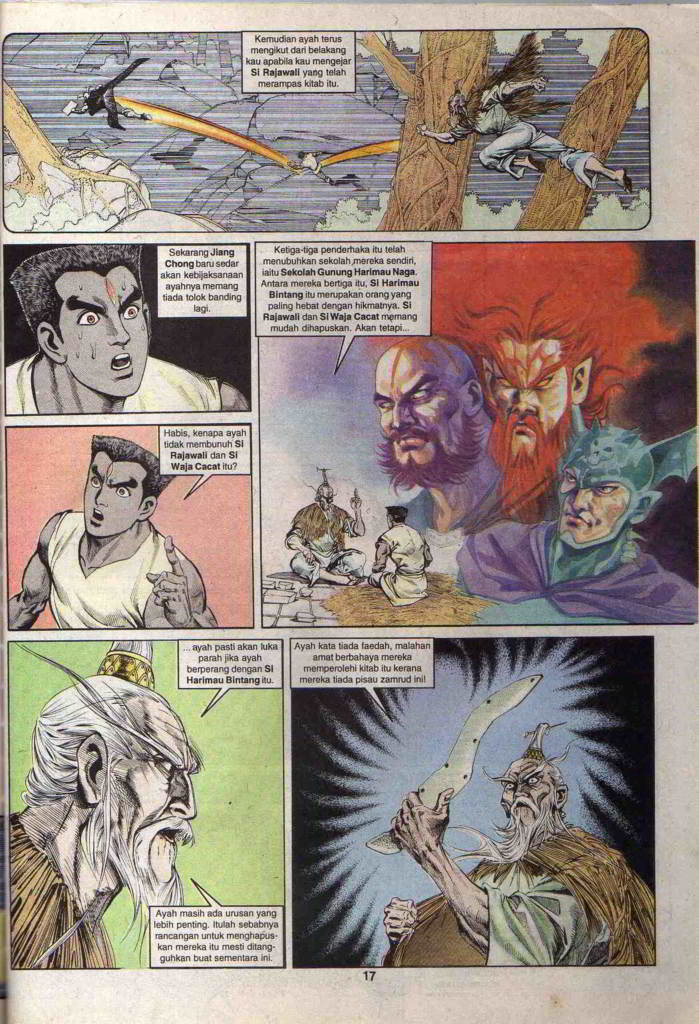 Kemudian ayah terus
mengikut dari belakang
kau apabila kau mengejar
Si Rajawali yang telah
merampas kitab itu.
Sekarang Jiang
Chong baru sedar
akan kebijaksanaan
ayahnya memang
tiada tolok banding
lagi.
Ketiga-tiga penderhaka itu telah
menubuhkan sekolah mereka sendiri,
iaitu Sekolah Gunung Harimau Naga.
Antara mereka bertiga itu, Si Harimau
Bintang itu merupakan orang yang
paling hebat dengan hikmatnya. Si
Rajawali dan Si Waja Cacat memang
mudah dihapuskan. Akan tetapi...
Habis, kenapa ayah
tidak membunuh Si
Rajawali dan Si
Waja Cacat itu?
... ayah pasti akan luka
parah jika ayah
berperang dengan Si
Harimau Bintang itu.
Ayah masih ada urusan yang
lebih penting. Itulah sebabnya
rancangan untuk menghapus-
kan mereka itu mesti ditang-
guhkan buat sementara ini.
Ayah kata tiada faedah, malahan
amat berbahaya mereka
memperolehi kitab itu kerana
mereka tiada pisau zamrud ini!
17